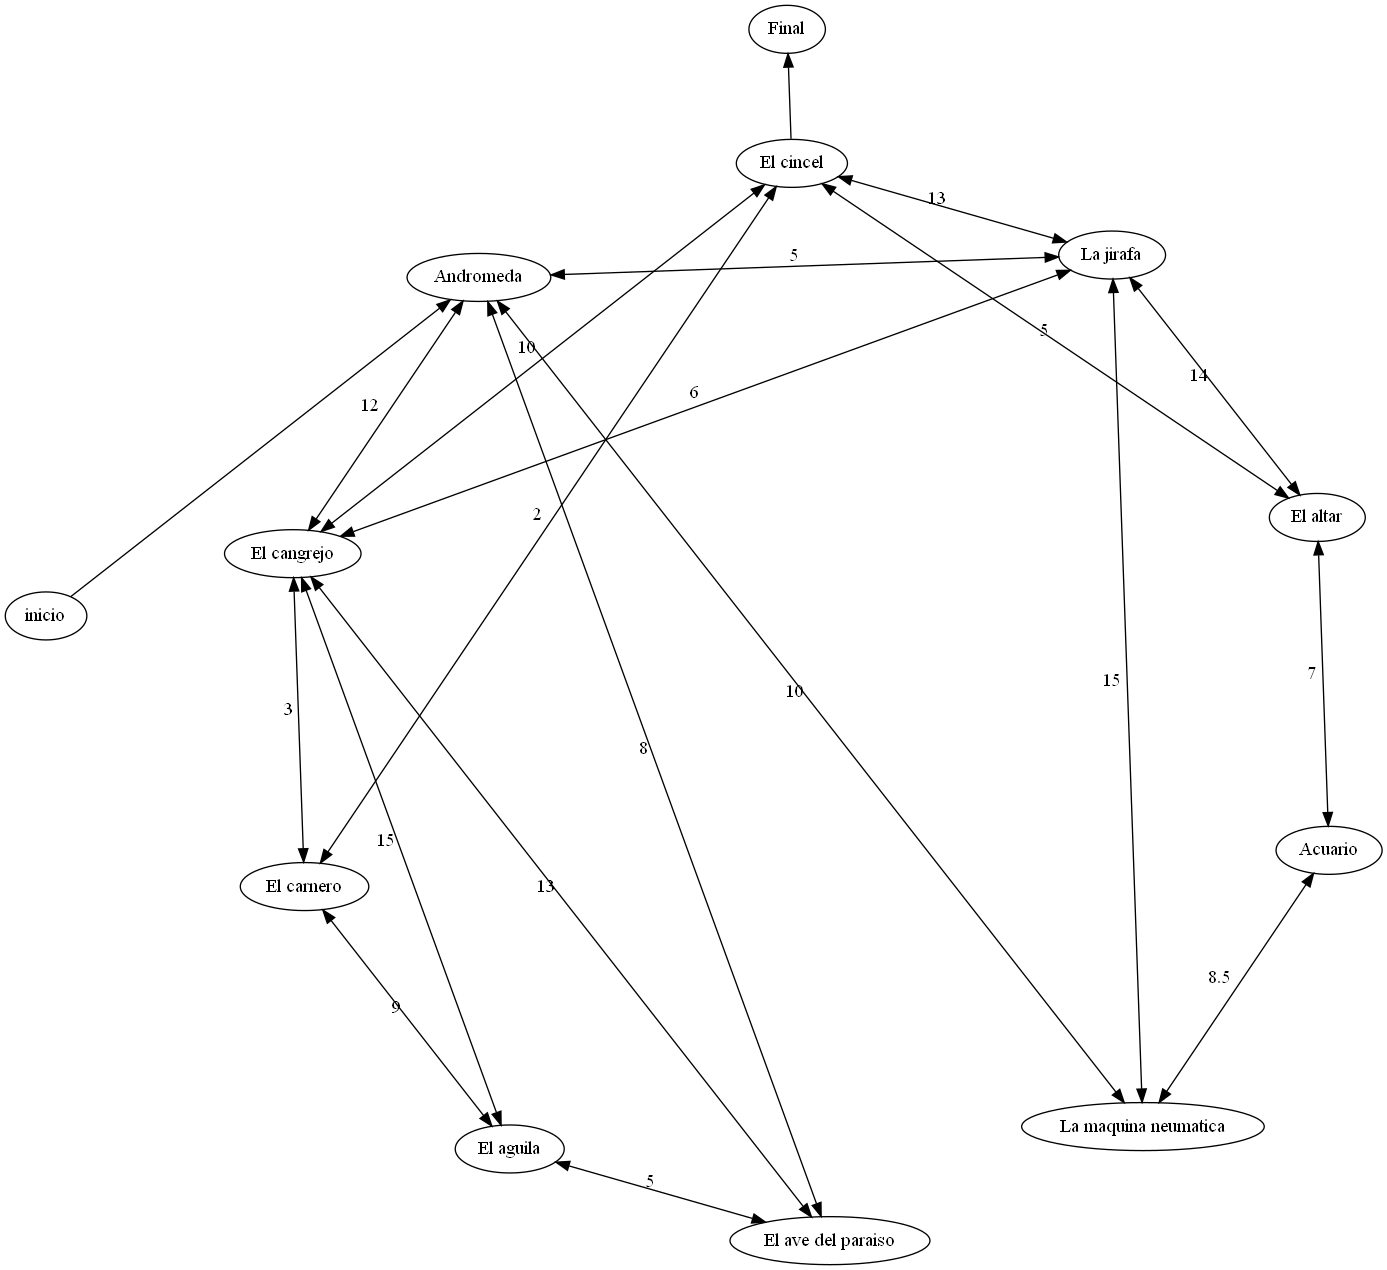 Final
El cincel
13
La jirafa
5
Andromeda
5
10
14
6
12
2
El altar
El cangrejo
inicio
7
15
10
3
8
15
Acuario
13
El carnero
8.5
9
La maquina neumatica
El aguila
5
El ave del paraiso